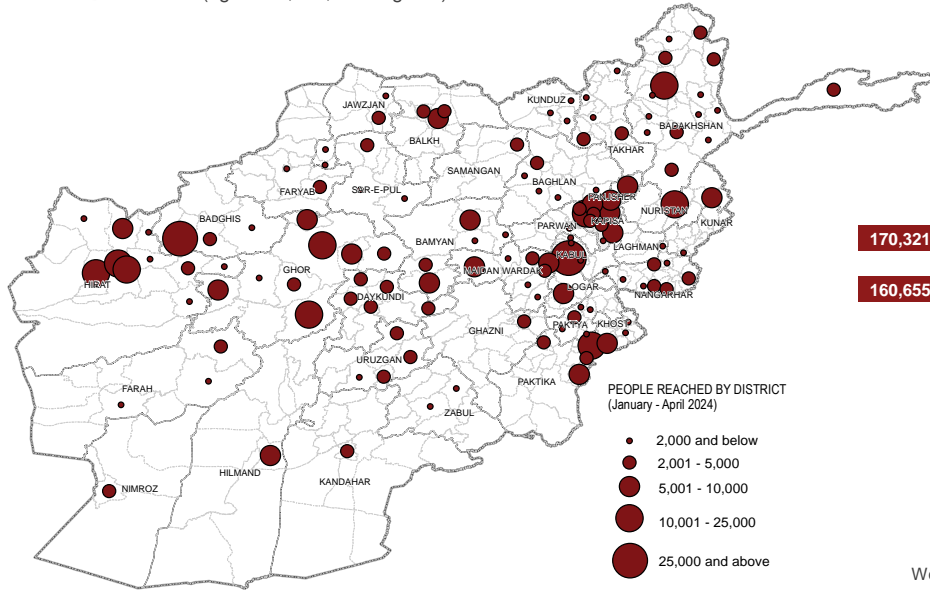 JAWZJAN
BALKH
KUNDUZ
TAKHAR
BADAKHSHAN
FARYAB
SAR-E-PUL
SAMANGAN
BAGHLAN
PANJSHER
NURISTAN
KUNAR
BADGHIS
BAMYAN
PARWAN
KAPISA
LAGHMAN
KABUL
HIRAT
GHOR
MAIDAN WARDAK
DAYKUNDI
LOGAR
NANGARHAR
GHAZNI
PAKTYA
KHOST
URUZGAN
PAKTIKA
FARAH
ZABUL
HILMAND
KANDAHAR
NIMROZ
170,321
160,655
PEOPLE REACHED BY DISTRICT
(January - April 2024)
2,000 and below
2,001 - 5,000
5,001 - 10,000
10,001 - 25,000
25,000 and above